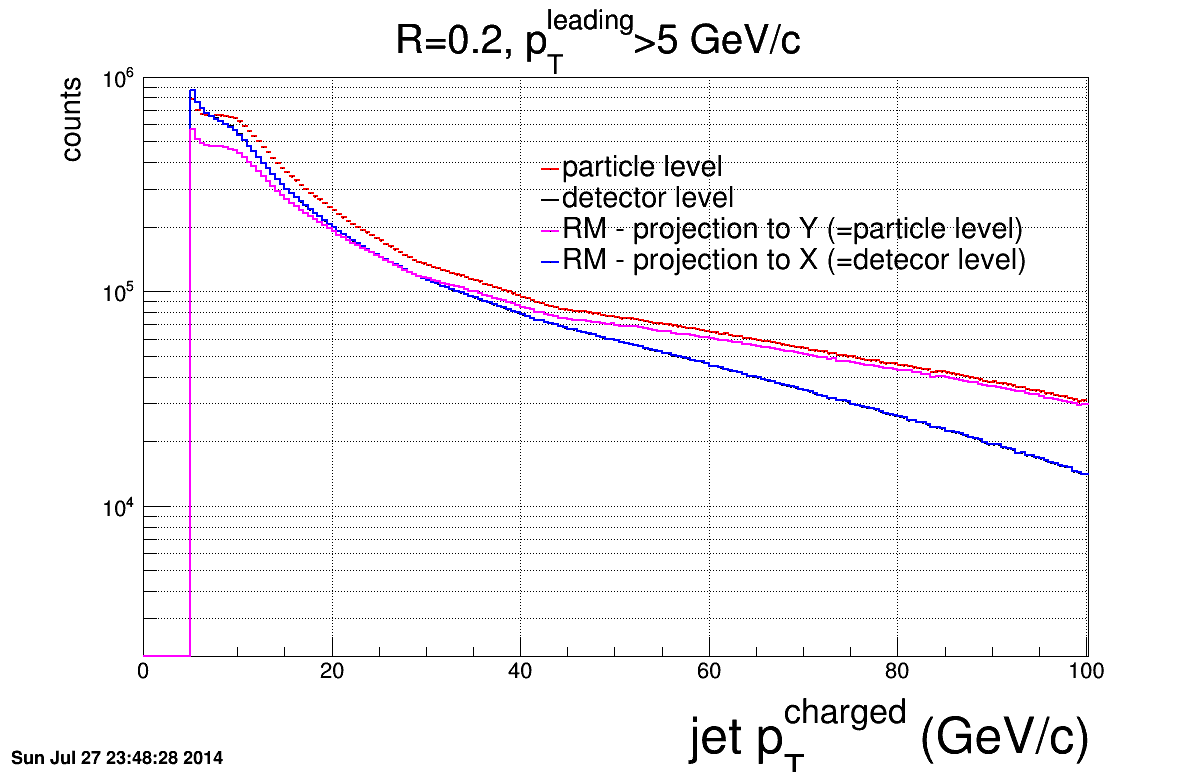 R=0.2, p_T^leading>5 GeV/c
counts
10^6
10^5
10^4
particle level
detector level
RM - projection to Y (=particle level)
RM - projection to X (=detecor level)
0 20 40 60 80 100
jet p_T^charged (GeV/c)
Sun Jul 27 23:48:28 2014